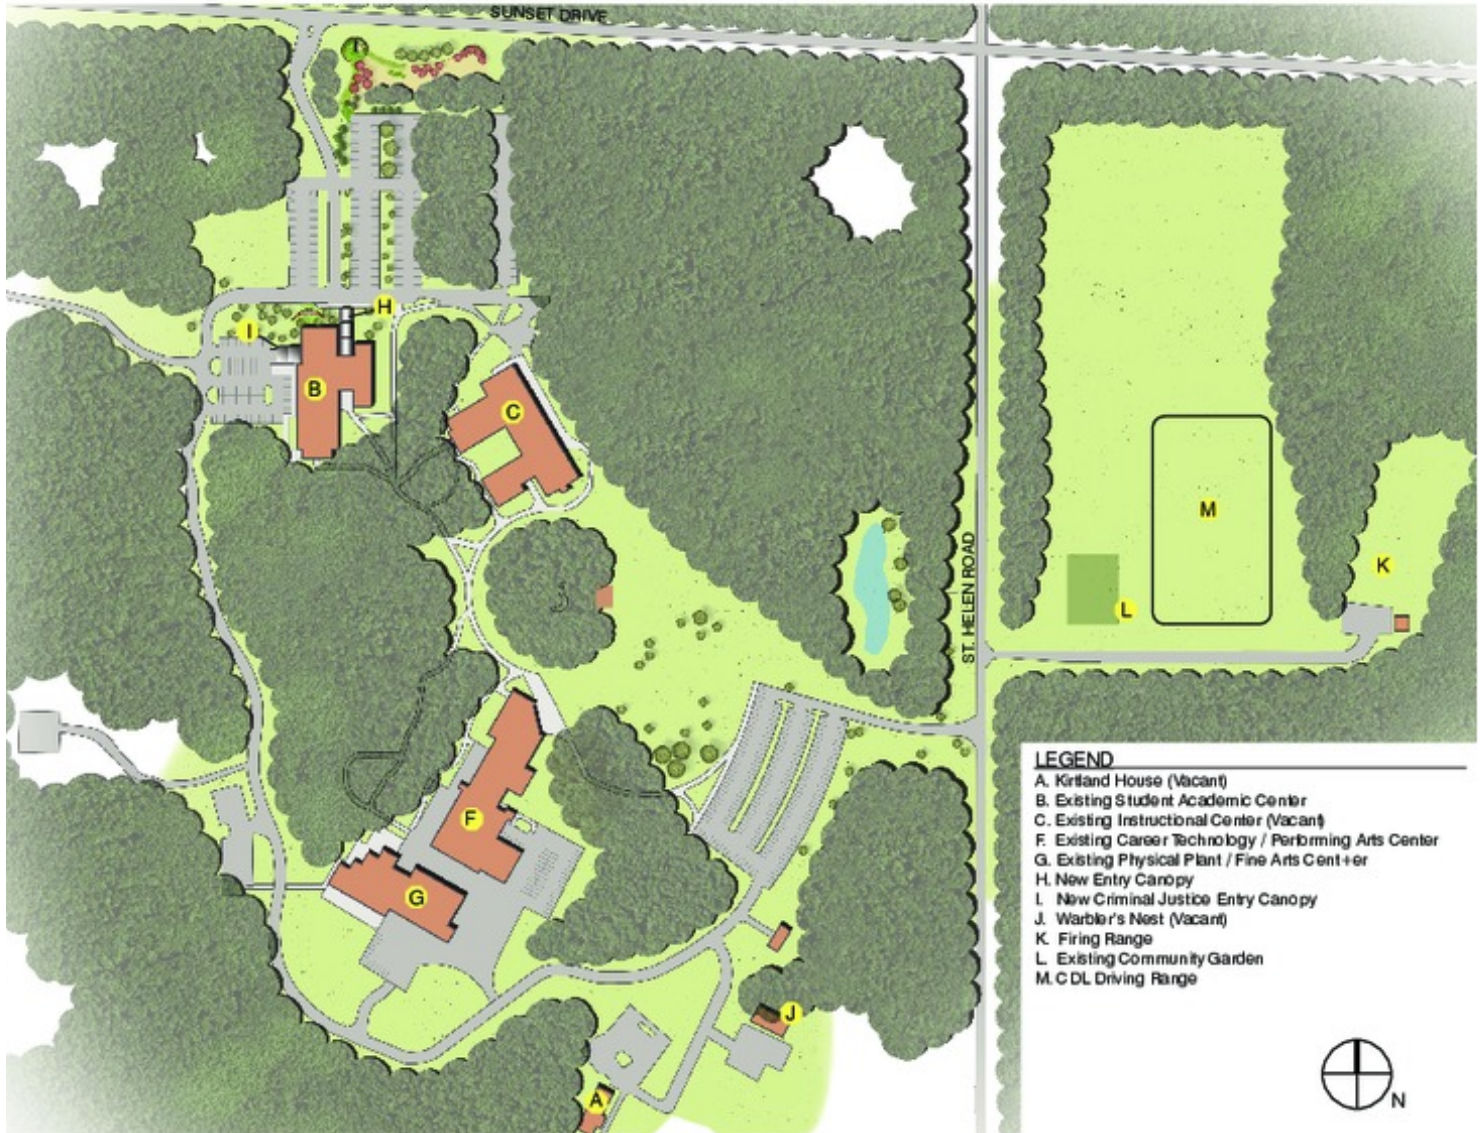 SUNSET DRIVE
H
I
B
C
M
ST. HELEN ROAD
K
L
F
G
J
A
LEGEND
A. Kirtland House (Vacant)
B. Existing Student Academic Center
C. Existing Instructional Center (Vacant)
F. Existing Career Technology / Performing Arts Center
G. Existing Physical Plant / Fine Arts Cent+er
H. New Entry Canopy
I. New Criminal Justice Entry Canopy
J. Warbler's Nest (Vacant)
K. Firing Range
L. Existing Community Garden
M. CDL Driving Range
N